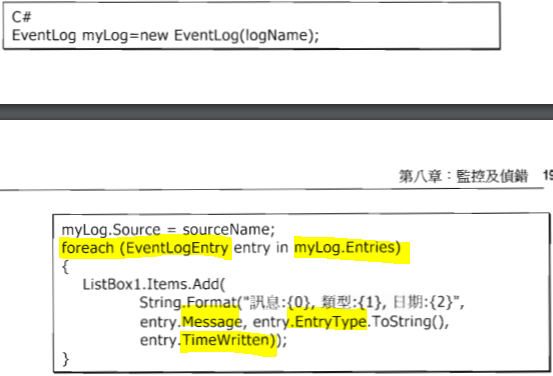 C#
EventLog myLog=new EventLog(logName);
第八章：監控及偵錯 19
myLog.Source = sourceName;
foreach (EventLogEntry entry in myLog.Entries)
{
ListBox1.Items.Add(
String.Format("訊息:{0}, 類型:{1}, 日期:{2}",
entry.Message, entry.EntryType.ToString(),
entry.TimeWritten));
}